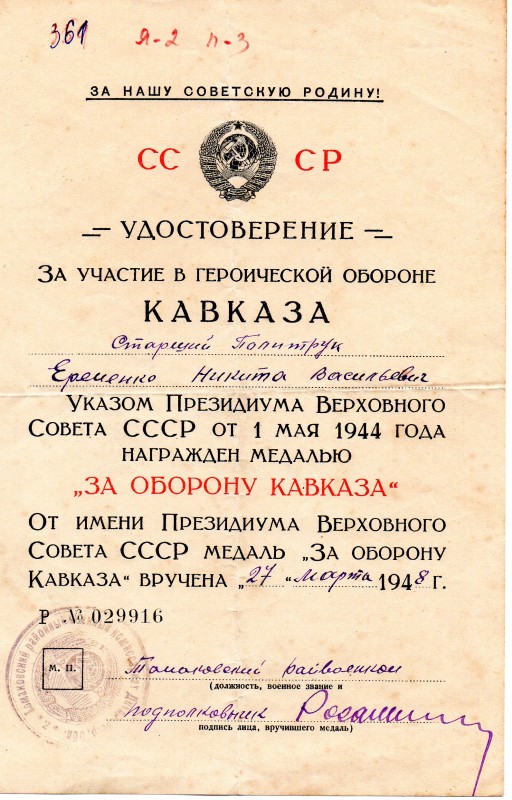 361 Я-2 п-3
ЗА НАШУ СОВЕТСКУЮ РОДИНУ!
СС СР
УДОСТОВЕРЕНИЕ
ЗА УЧАСТИЕ В ГЕРОИЧЕСКОЙ ОБОРОНЕ
КАВКАЗА
Старший Политрук
Еременко Никита Васильевич
УКАЗОМ ПРЕЗИДИУМА ВЕРХОВНОГО
СОВЕТА СССР ОТ 1 МАЯ 1944 ГОДА
НАГРАЖДЕН МЕДАЛЬЮ
„ЗА ОБОРОНУ КАВКАЗА“
ОТ ИМЕНИ ПРЕЗИДИУМА ВЕРХОВНОГО
СОВЕТА СССР МЕДАЛЬ „ЗА ОБОРОНУ
КАВКАЗА“ ВРУЧЕНА „27“ марта 1948 г.
Р № 029916
М. П.
Томаковский райвоенком
(должность, военное звание и
подполковник
подпись лица, вручившего медаль)